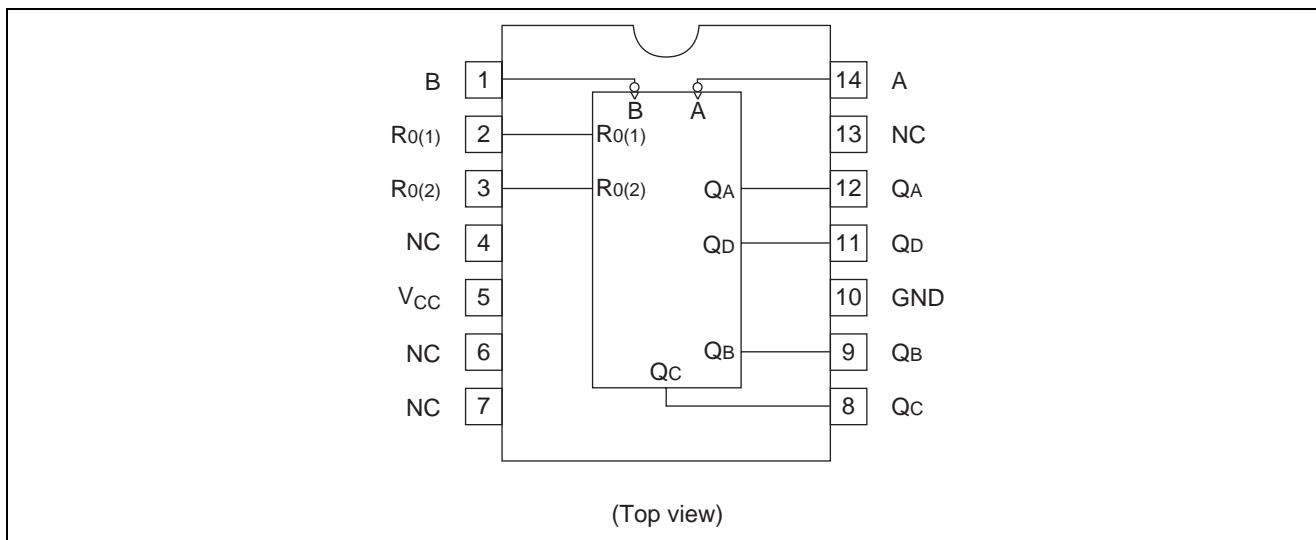 B 1 B A 14 A
R0(1) 2 R0(1) 13 NC
R0(2) 3 R0(2) QA 12 QA
NC 4 QD 11 QD
VCC 5 10 GND
NC 6 QB 9 QB
NC 7 QC 8 QC
(Top view)